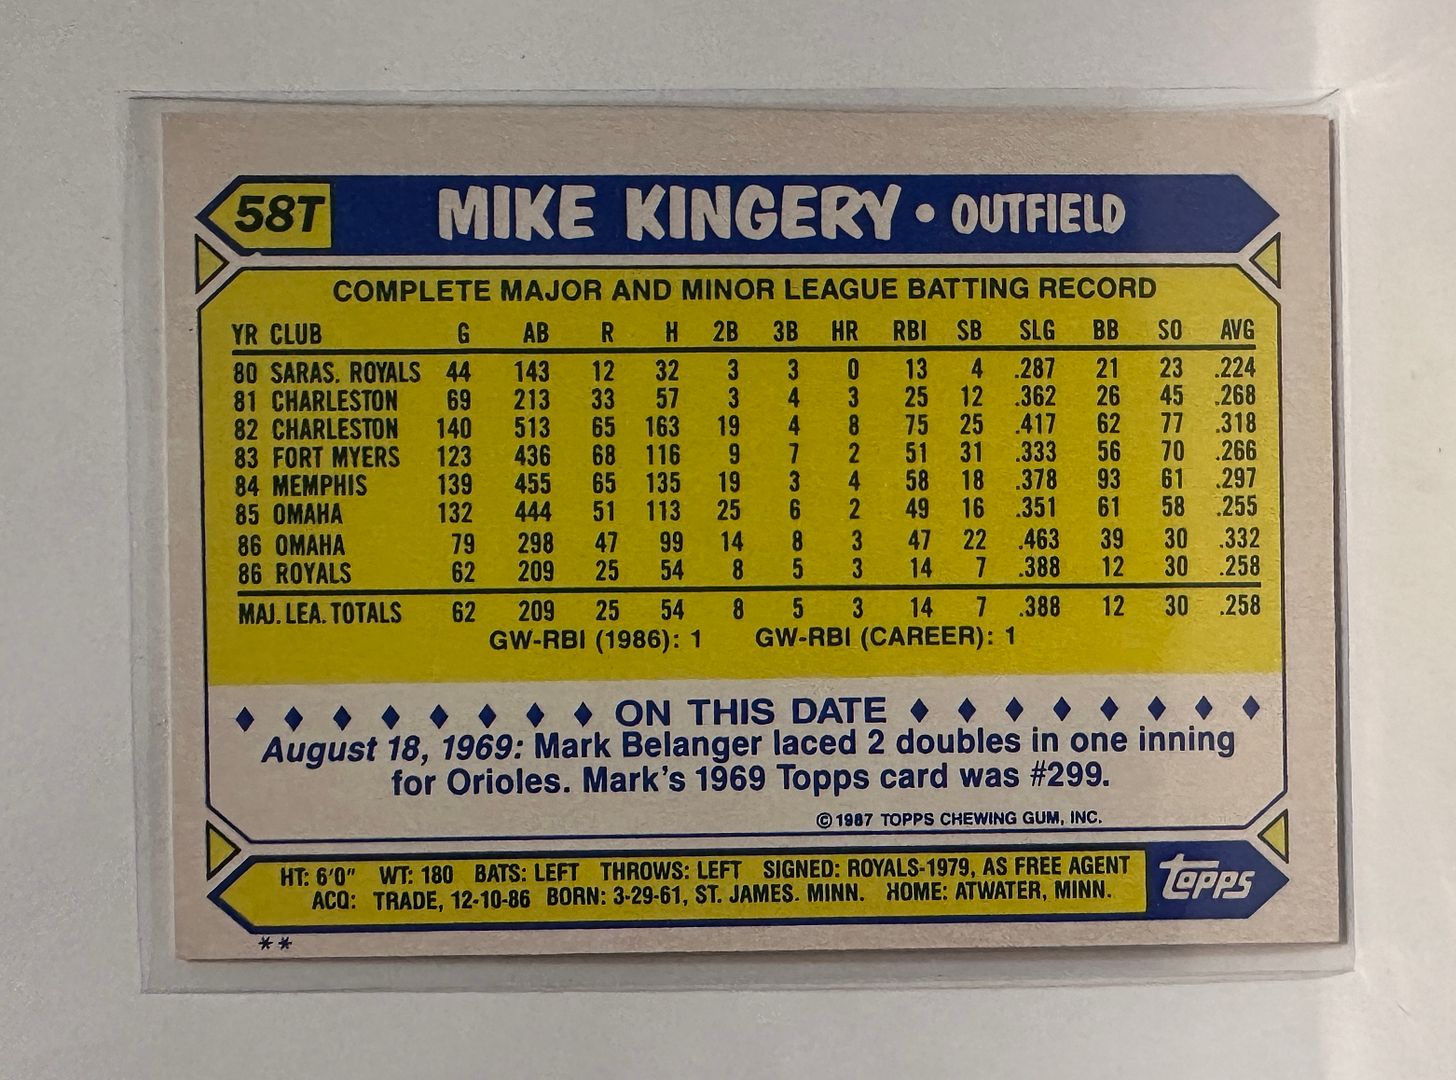 58T MIKE KINGERY • OUTFIELD
COMPLETE MAJOR AND MINOR LEAGUE BATTING RECORD
YR CLUB G AB R H 2B 3B HR RBI SB SLG BB SO AVG
80 SARAS. ROYALS 44 143 12 32 3 3 0 13 4 .287 21 23 .224
81 CHARLESTON 69 213 33 57 3 4 3 25 12 .362 26 45 .268
82 CHARLESTON 140 513 65 163 19 4 8 75 25 .417 62 77 .318
83 FORT MYERS 123 436 68 116 9 7 2 51 31 .333 56 70 .266
84 MEMPHIS 139 455 65 135 19 3 4 58 18 .378 93 61 .297
85 OMAHA 132 444 51 113 25 6 2 49 16 .351 61 58 .255
86 OMAHA 79 298 47 99 14 8 3 47 22 .463 39 30 .332
86 ROYALS 62 209 25 54 8 5 3 14 7 .388 12 30 .258
MAJ. LEA. TOTALS 62 209 25 54 8 5 3 14 7 .388 12 30 .258
GW-RBI (1986): 1 GW-RBI (CAREER): 1
ON THIS DATE
August 18, 1969: Mark Belanger laced 2 doubles in one inning
for Orioles. Mark's 1969 Topps card was #299.
© 1987 TOPPS CHEWING GUM, INC.
HT: 6'0" WT: 180 BATS: LEFT THROWS: LEFT SIGNED: ROYALS-1979, AS FREE AGENT
ACQ: TRADE, 12-10-86 BORN: 3-29-61, ST. JAMES. MINN. HOME: ATWATER, MINN.
topps
**